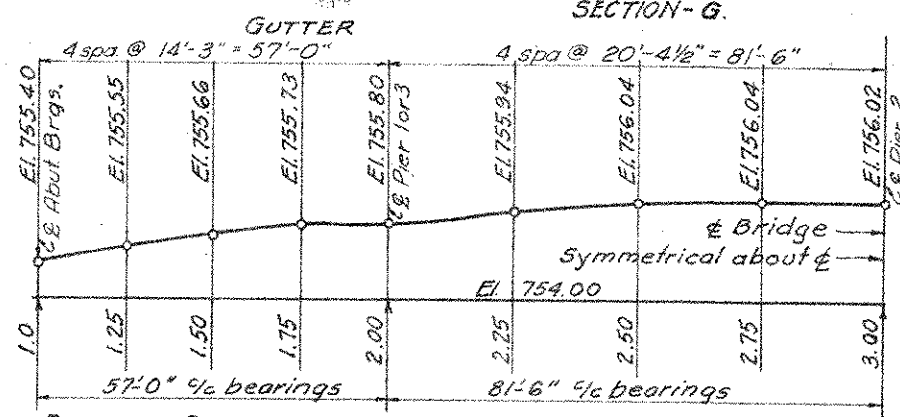 SECTION-G.
GUTTER
4 spa @ 14'-3" = 57'-0"
4 spa @ 20'-4½" = 81'-6"
El. 755.40
℄ Abut Brgs.
El. 755.55
El. 755.66
El. 755.73
El. 755.80
℄ Pier 1 or 3
El. 755.94
El. 756.04
El. 756.04
El. 756.02
℄ Pier 2
℄ Bridge
Symmetrical about ℄
El. 754.00
1.0
1.25
1.50
1.75
2.00
2.25
2.50
2.75
3.00
57'-0" c/c bearings
81'-6" c/c bearings